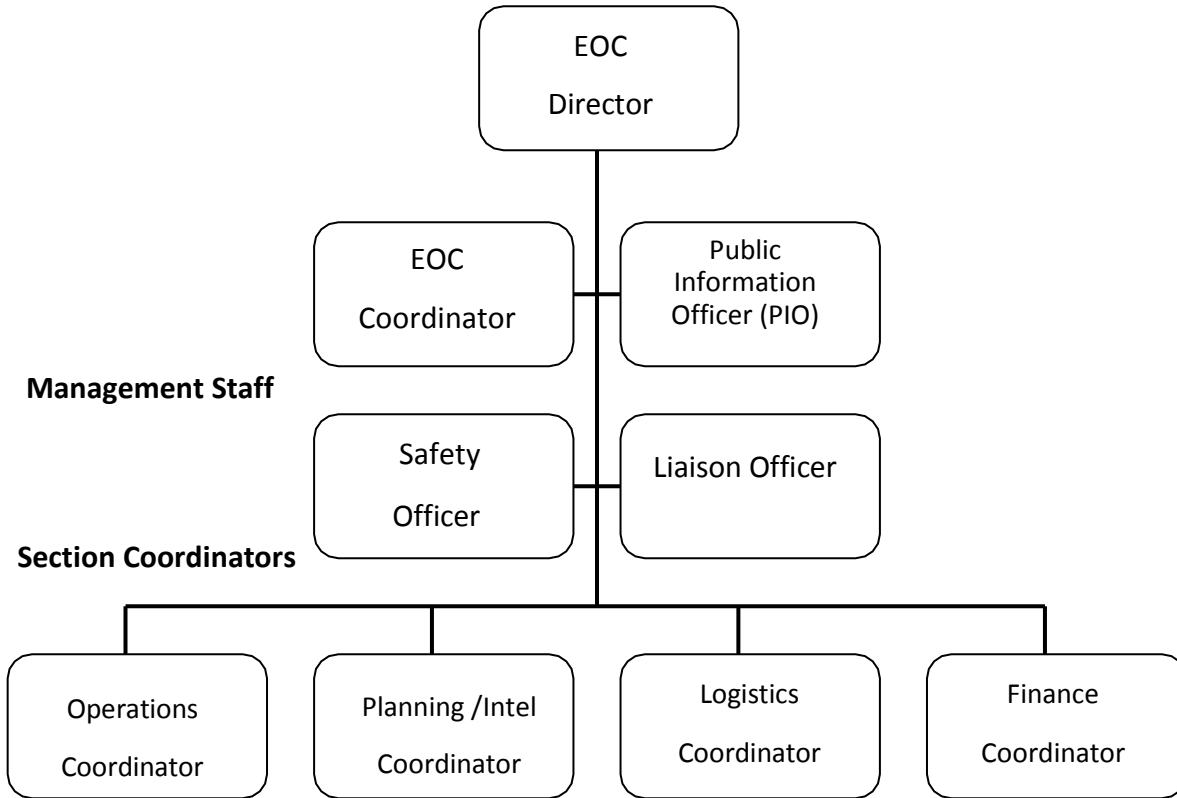 EOC
Director
EOC
Coordinator
Public
Information
Officer (PIO)
Management Staff
Safety
Officer
Liaison Officer
Section Coordinators
Operations
Coordinator
Planning /Intel
Coordinator
Logistics
Coordinator
Finance
Coordinator